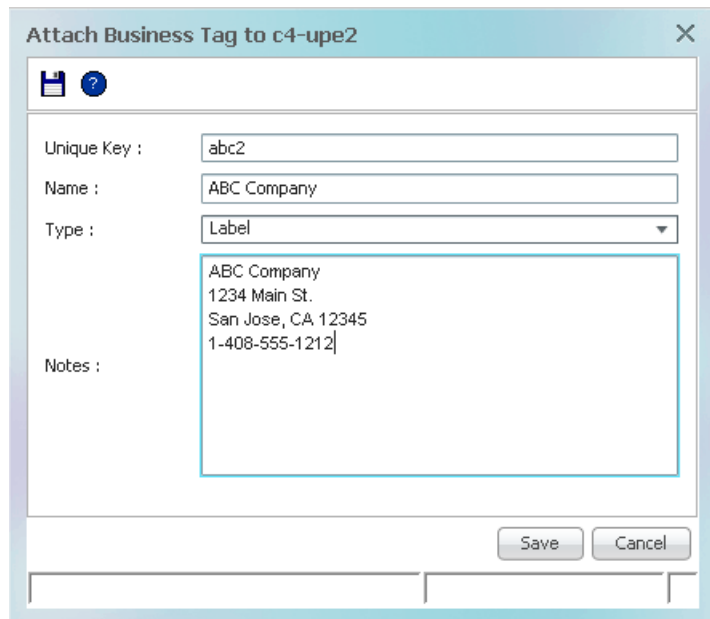 Attach Business Tag to c4-upe2
?
Unique Key : abc2
Name : ABC Company
Type : Label
Notes :
ABC Company
1234 Main St.
San Jose, CA 12345
1-408-555-1212
Save Cancel